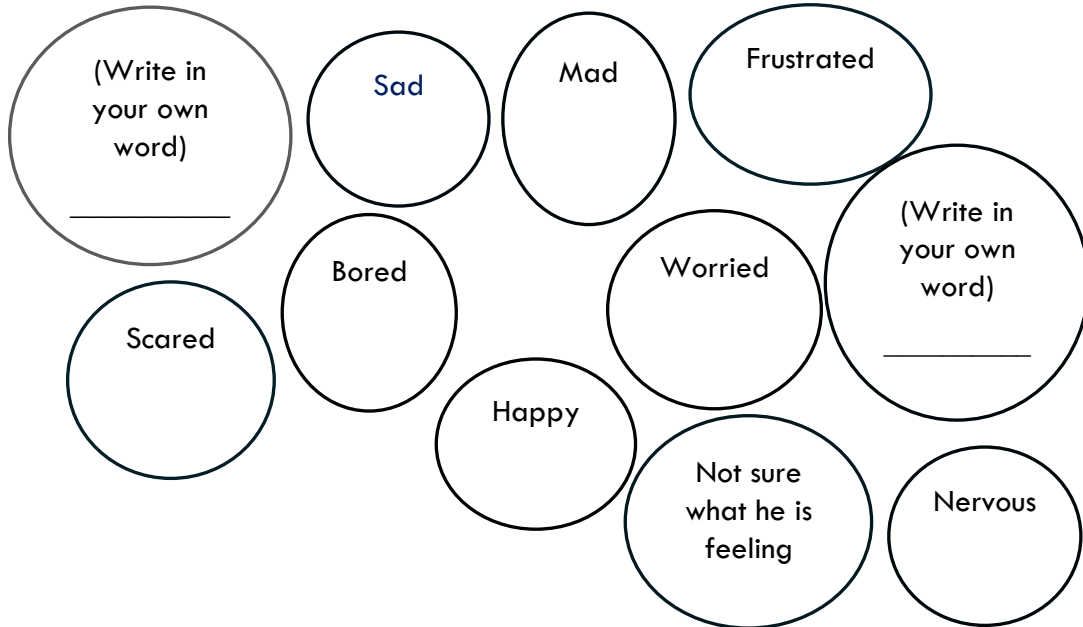 (Write in
your own
word)
___________
Sad
Mad
Frustrated
(Write in
your own
word)
__________
Bored
Worried
Scared
Happy
Not sure
what he is
feeling
Nervous